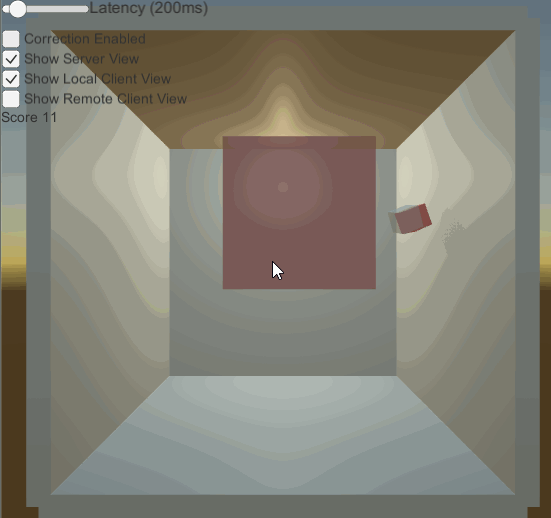 Latency (200ms)
Correction Enabled
Show Server View
Show Local Client View
Show Remote Client View
Score 11